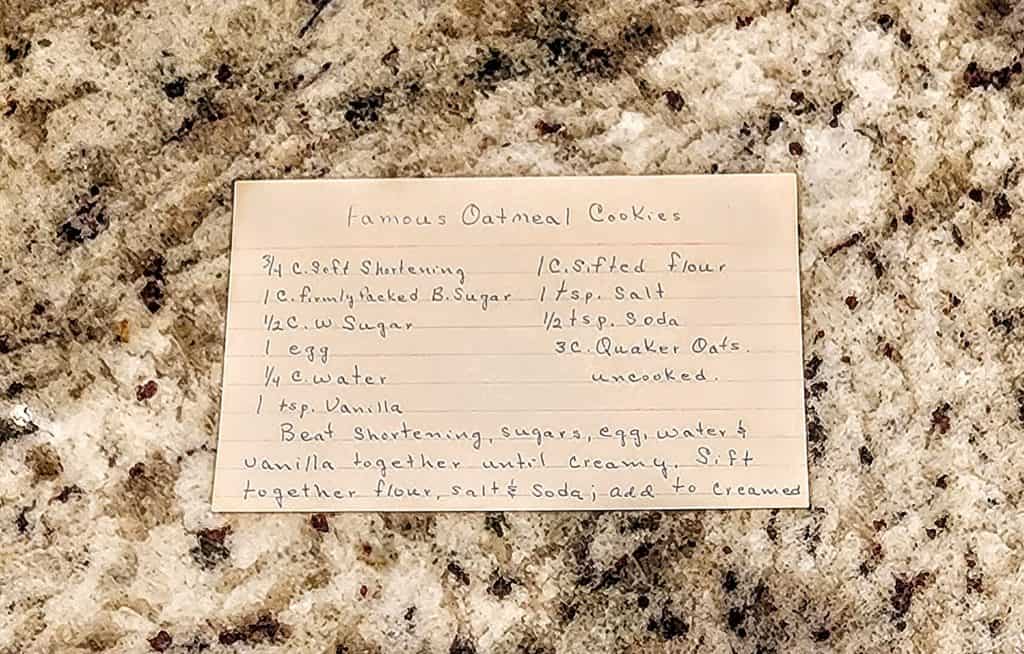 Famous Oatmeal Cookies
3/4 C. Soft Shortening
1 C. firmly Packed B. Sugar
1/2 C. W. Sugar
1 egg
1/4 C. water
1 tsp. Vanilla
1 C. Sifted flour
1 tsp. Salt
1/2 tsp. Soda
3 C. Quaker Oats.
uncooked.
Beat Shortening, sugars, egg, water &
vanilla together until creamy. Sift
together flour, salt & Soda; add to creamed